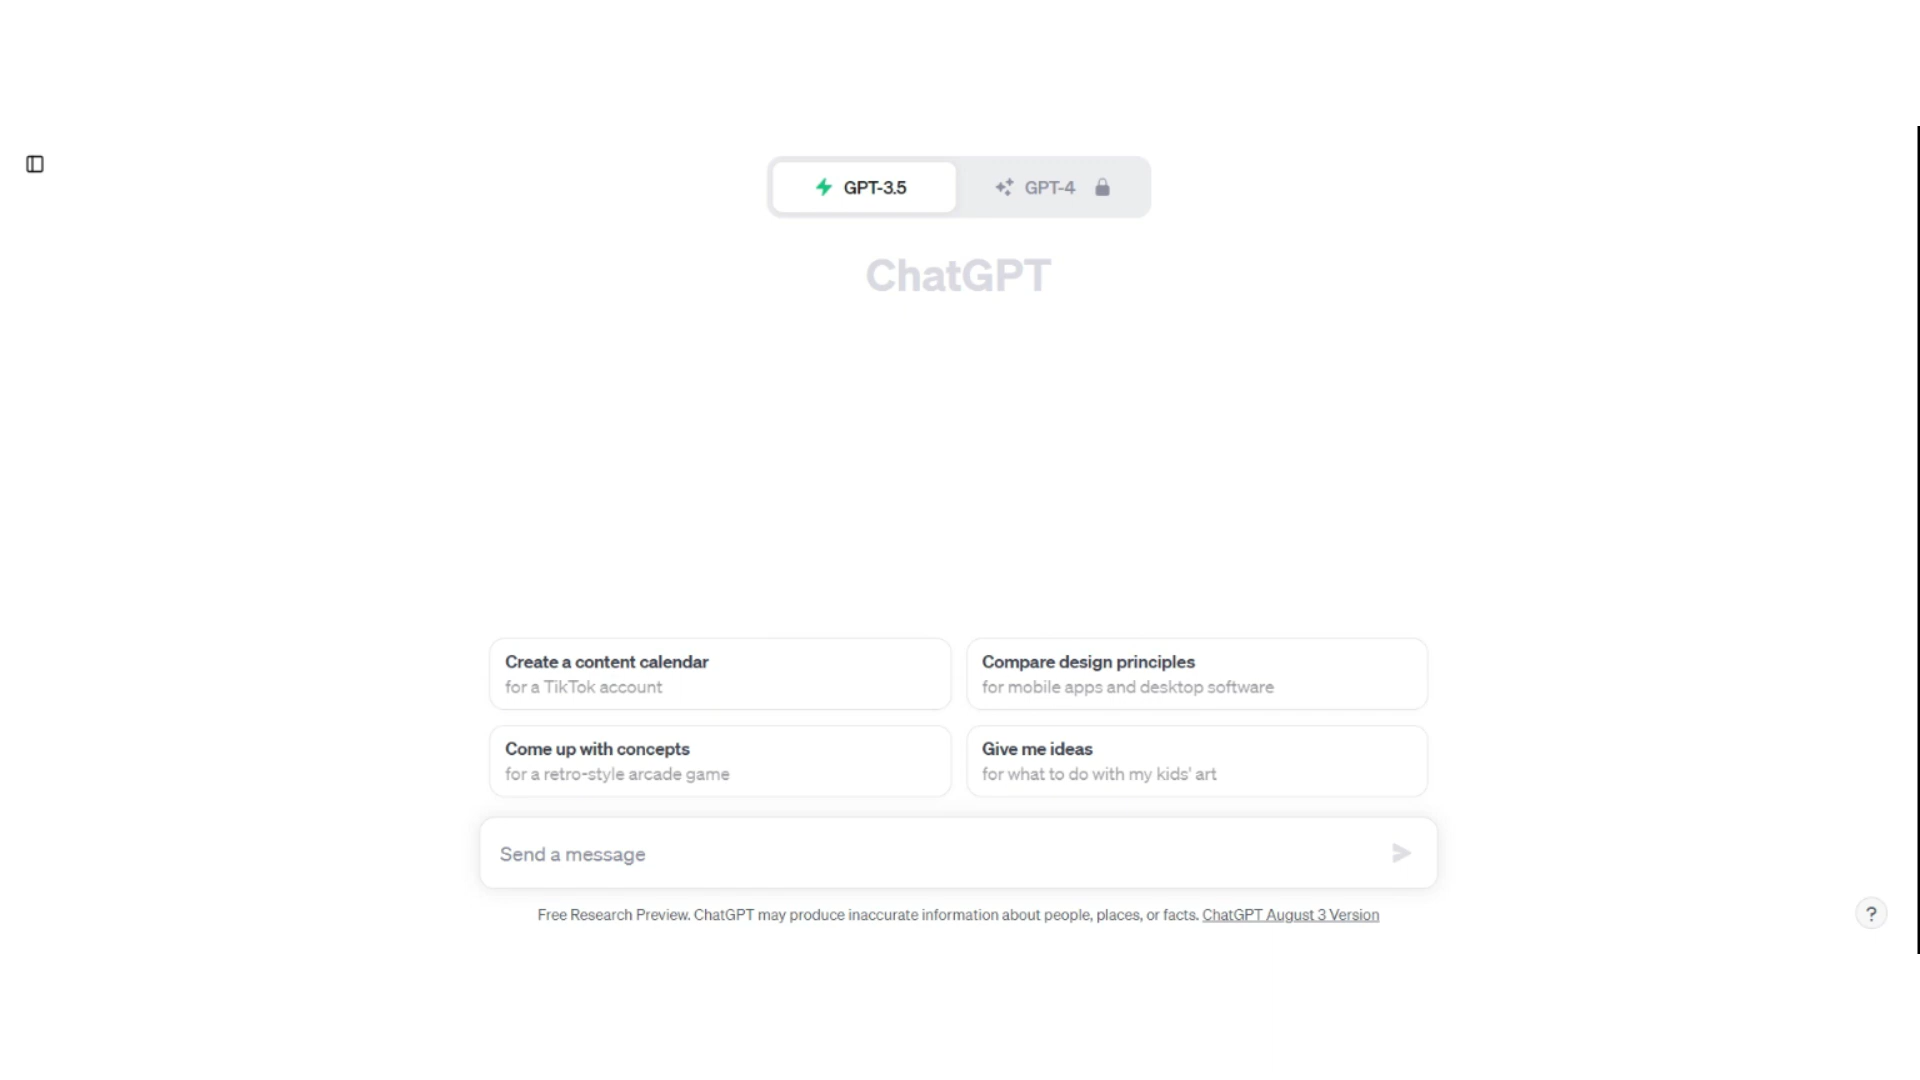 GPT-3.5
GPT-4
ChatGPT
Create a content calendar
for a TikTok account
Compare design principles
for mobile apps and desktop software
Come up with concepts
for a retro-style arcade game
Give me ideas
for what to do with my kids' art
Send a message
Free Research Preview. ChatGPT may produce inaccurate information about people, places, or facts. ChatGPT August 3 Version
?